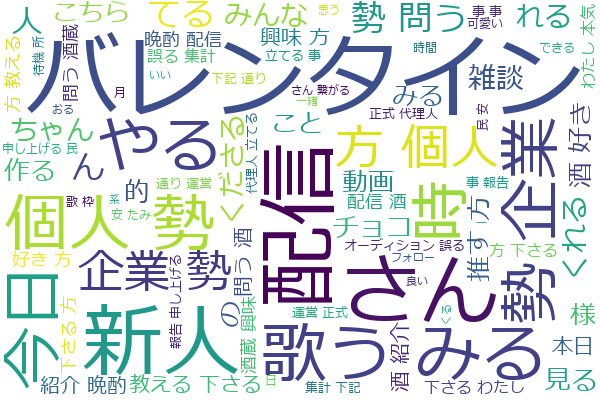 こちら
てる
みんな
勢
問う
れる
事 事
思う
可愛い
人
方 教える
待機 所
問う 酒蔵
晩酌 配信
誤る 集計
いい
興味 方
立てる 事
時間
できる
わたし 本気
下記 通り
バレンタイン
さん 繋がる
みる
雑談
おる
月
一緒
正式 代理人
民 安
ちゃん
やる
くださる
こと
方
個人
企業
酒 好き
申し上げる 民
ん
代理人 立てる
作る
的
動画
推す 方
くれる
通り 運営
配信
配信 酒
時
事 報告
歌 枠
系
安 たみ
チョコ
個人 勢
の
オーディション 誤る
方 下さる
好き 方
企業 勢
問う 酒
さん
フォロー
勢
様
今日
新人
報告 申し上げる
良い
酒 紹介
本日
下さる 方
酒蔵 興味
運営 正式
くる
歌う
みる
紹介 晩酌
教える 下さる
日
集計 下記
下さる わたし
見る